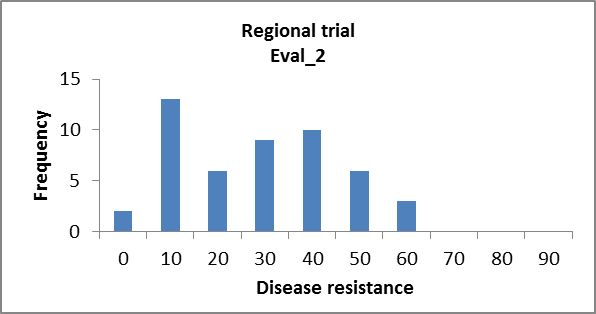 Regional trial
Eval_2
15
10
5
0
Frequency
0 10 20 30 40 50 60 70 80 90
Disease resistance